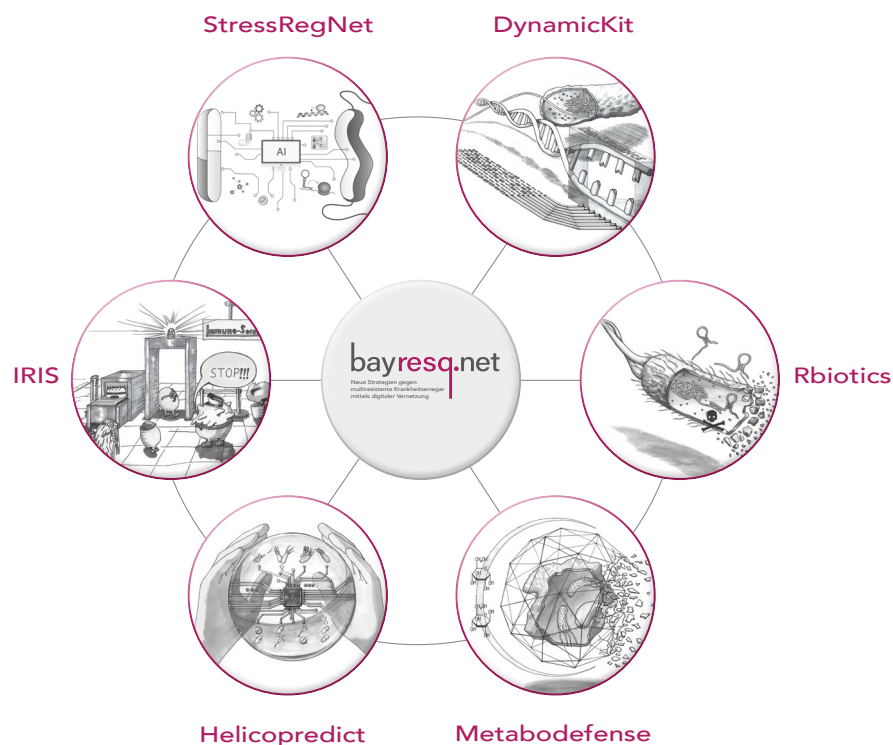 StressRegNet
DynamicKit
AI
IRIS
STOP!!!
bayresq.net
Neue Strategien gegen
multiresistente Krankheitserreger
mittels digitaler Vernetzung
Rbiotics
Helicopredict
Metabodefense